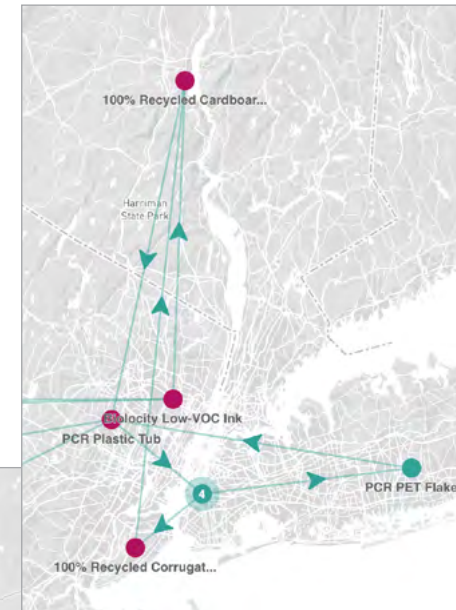 100% Recycled Cardboar...
Harriman
State Park
Biolocity Low-VOC Ink
PCR Plastic Tub
4
PCR PET Flake
100% Recycled Corrugat...